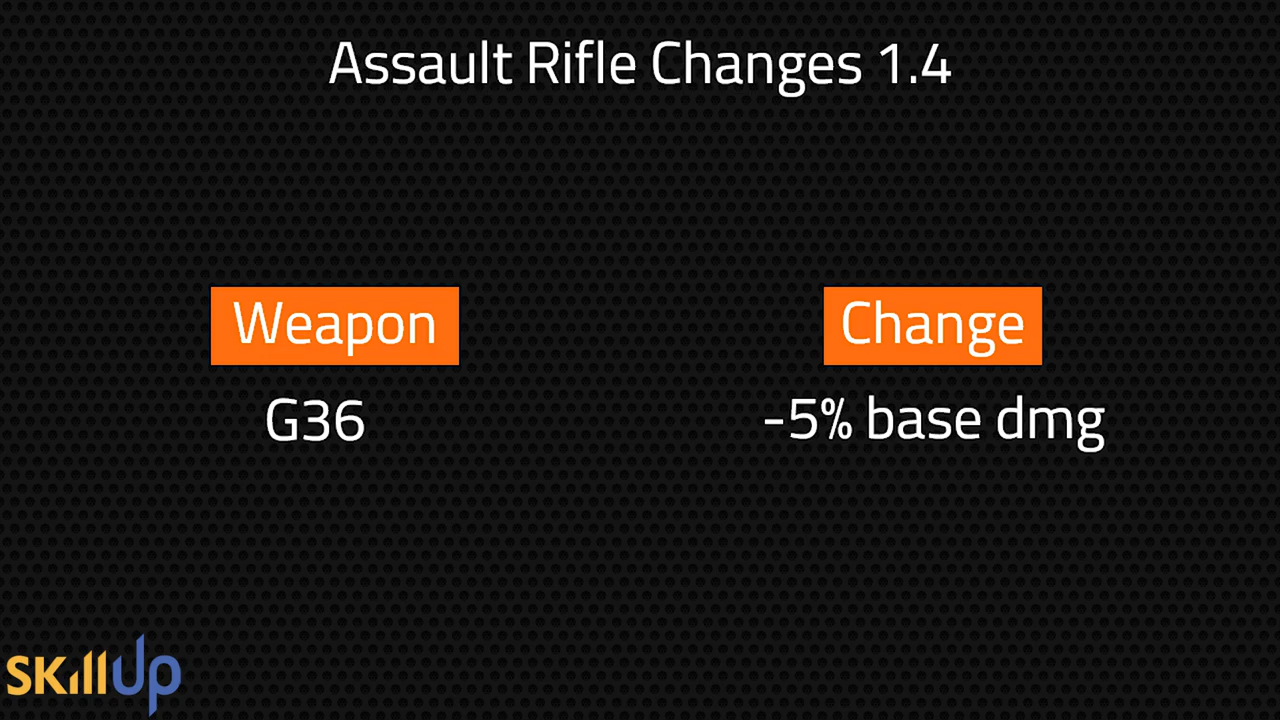 Assault Rifle Changes 1.4
Weapon
Change
G36
-5% base dmg
SKillUp